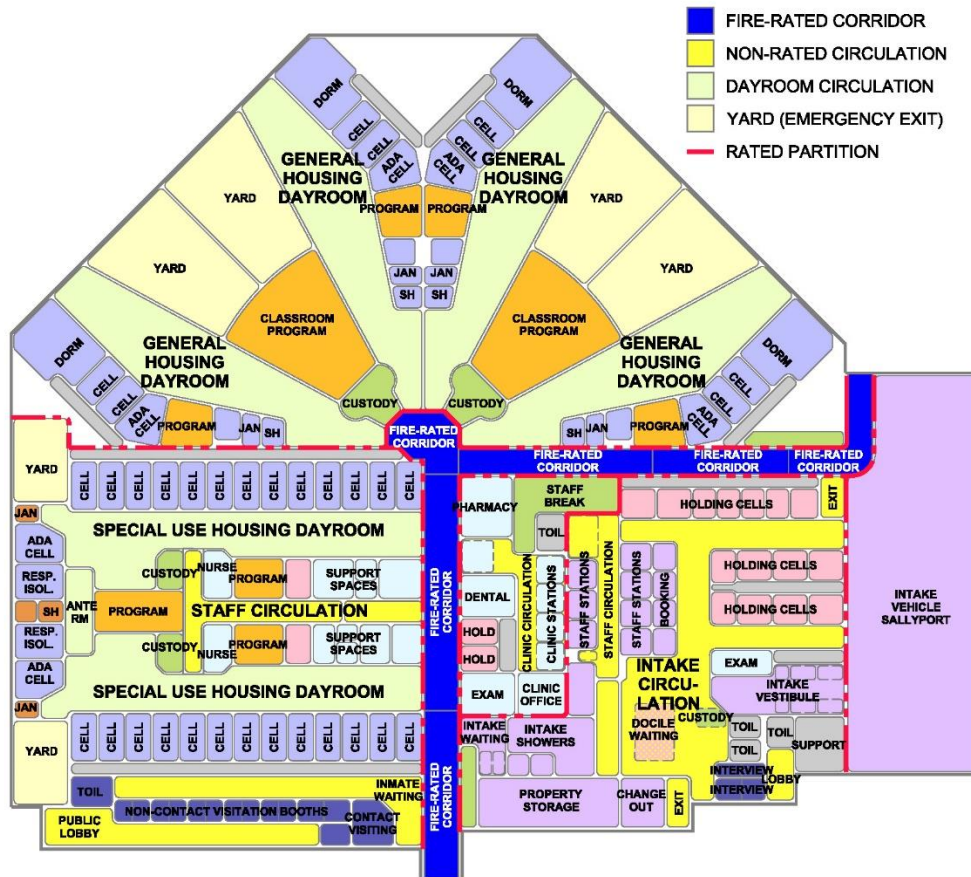 FIRE-RATED CORRIDOR
NON-RATED CIRCULATION
DAYROOM CIRCULATION
YARD (EMERGENCY EXIT)
RATED PARTITION
DORM
CELL
CELL
ADA
CELL
PROGRAM
JAN
SH
GENERAL
HOUSING
DAYROOM
YARD
YARD
CLASSROOM
PROGRAM
DORM
CELL
CELL
ADA
CELL
PROGRAM
JAN
SH
GENERAL
HOUSING
DAYROOM
YARD
YARD
CLASSROOM
PROGRAM
GENERAL
HOUSING
DAYROOM
DORM
CELL
CELL
ADA
CELL
PROGRAM
JAN
SH
CUSTODY
CUSTODY
GENERAL
HOUSING
DAYROOM
DORM
CELL
CELL
ADA
CELL
PROGRAM
JAN
SH
FIRE-RATED
CORRIDOR
FIRE-RATED
CORRIDOR
FIRE-RATED
CORRIDOR
FIRE-RATED
CORRIDOR
YARD
CELL
CELL
CELL
CELL
CELL
CELL
CELL
CELL
CELL
CELL
CELL
CELL
JAN
SPECIAL USE HOUSING DAYROOM
ADA
CELL
RESP.
ISOL.
SH
RESP.
ISOL.
ADA
CELL
JAN
ANTE
RM
PROGRAM
CUSTODY
NURSE
PROGRAM
SUPPORT
SPACES
STAFF CIRCULATION
CUSTODY
NURSE
PROGRAM
SUPPORT
SPACES
SPECIAL USE HOUSING DAYROOM
YARD
CELL
CELL
CELL
CELL
CELL
CELL
CELL
CELL
CELL
CELL
CELL
CELL
FIRE-RATED
CORRIDOR
FIRE-RATED
CORRIDOR
TOIL
INMATE
WAITING
NON-CONTACT VISITATION BOOTHS
PUBLIC
LOBBY
CONTACT
VISITING
PHARMACY
STAFF
BREAK
TOIL
DENTAL
HOLD
HOLD
EXAM
CLINIC
OFFICE
CLINIC CIRCULATION
CLINIC STATIONS
STAFF STATIONS
STAFF CIRCULATION
STAFF STATIONS
BOOKING
HOLDING CELLS
EXIT
HOLDING CELLS
HOLDING CELLS
INTAKE
VEHICLE
SALLYPORT
EXAM
INTAKE
VESTIBULE
INTAKE
CIRCU-
LATION
DOCILE
WAITING
CUSTODY
TOIL
TOIL
TOIL
SUPPORT
INTERVIEW
INTERVIEW
LOBBY
INTAKE
WAITING
INTAKE
SHOWERS
PROPERTY
STORAGE
CHANGE
OUT
EXIT